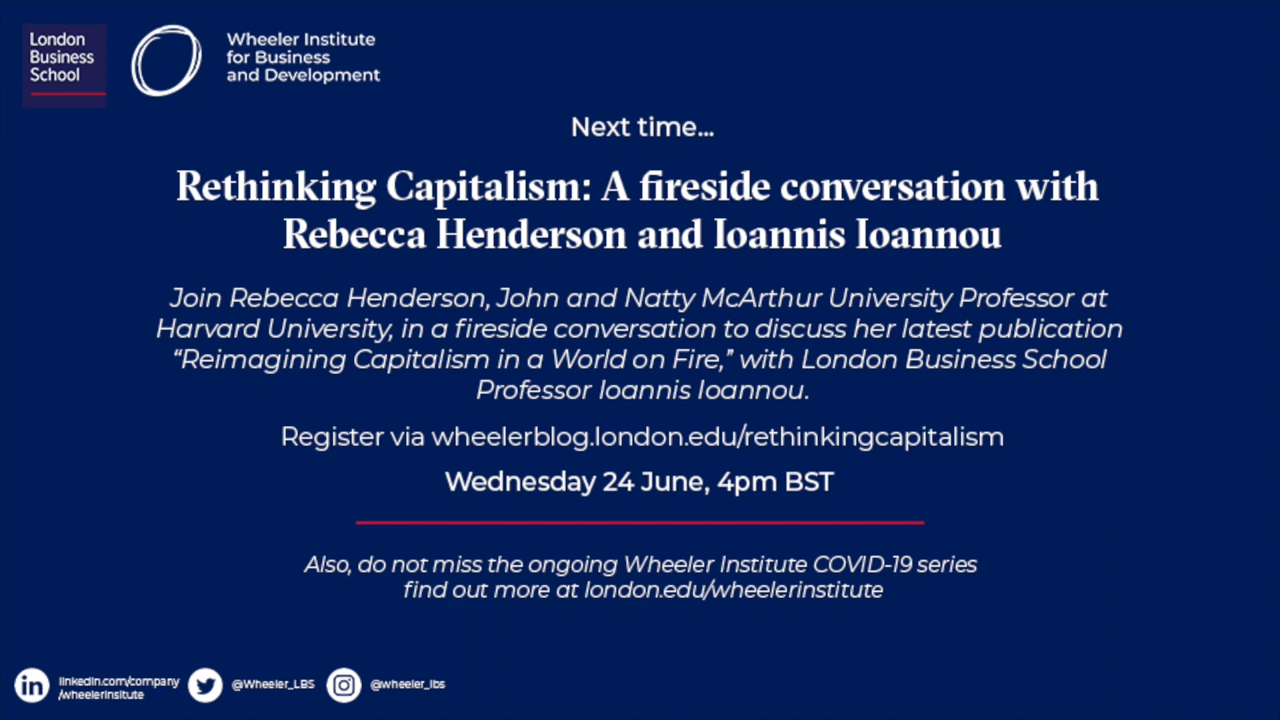 London
Business
School
Wheeler Institute
for Business
and Development
Next time...
Rethinking Capitalism: A fireside conversation with
Rebecca Henderson and Ioannis Ioannou
Join Rebecca Henderson, John and Natty McArthur University Professor at
Harvard University, in a fireside conversation to discuss her latest publication
“Reimagining Capitalism in a World on Fire,” with London Business School
Professor Ioannis Ioannou.
Register via wheelerblog.london.edu/rethinkingcapitalism
Wednesday 24 June, 4pm BST
Also, do not miss the ongoing Wheeler Institute COVID-19 series
find out more at london.edu/wheelerinstitute
in
linkedin.com/company
/wheelerinsitute
@Wheeler_LBS
@wheeler_lbs